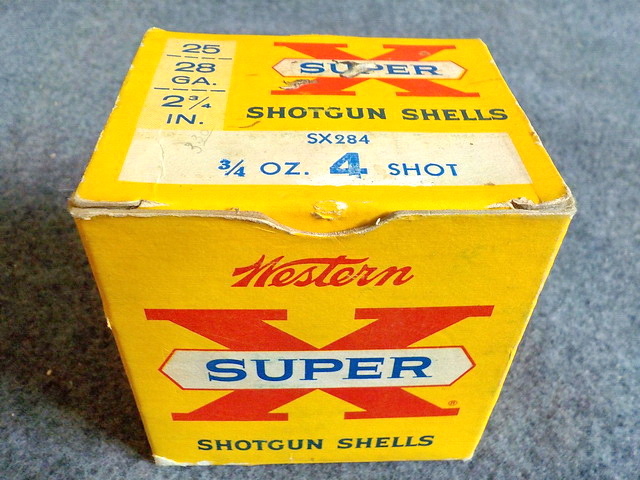 25
28
GA.
2¾
IN.
SUPER X
SHOTGUN SHELLS
SX284
¾ OZ. 4 SHOT
Western
SUPER X
®
SHOTGUN SHELLS